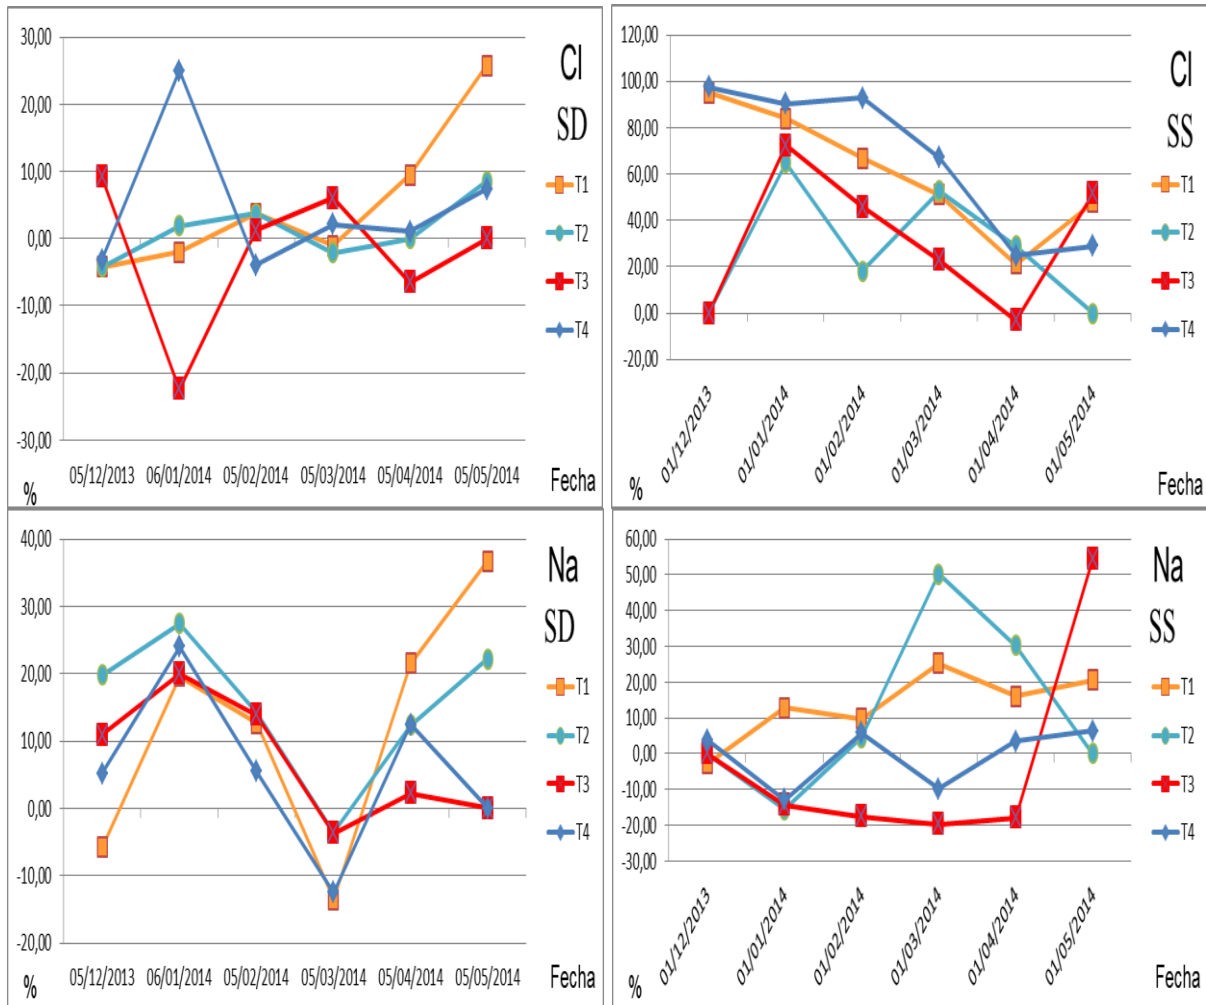 30,00
20,00
10,00
0,00
-10,00
-20,00
-30,00
%
05/12/2013 06/01/2014 05/02/2014 05/03/2014 05/04/2014 05/05/2014
Fecha
Cl
SD
T1
T2
T3
T4
120,00
100,00
80,00
60,00
40,00
20,00
0,00
-20,00
%
01/12/2013 01/01/2014 01/02/2014 01/03/2014 01/04/2014 01/05/2014
Fecha
Cl
SS
T1
T2
T3
T4
40,00
30,00
20,00
10,00
0,00
-10,00
-20,00
%
05/12/2013 06/01/2014 05/02/2014 05/03/2014 05/04/2014 05/05/2014
Fecha
Na
SD
T1
T2
T3
T4
60,00
50,00
40,00
30,00
20,00
10,00
0,00
-10,00
-20,00
-30,00
%
01/12/2013 01/01/2014 01/02/2014 01/03/2014 01/04/2014 01/05/2014
Fecha
Na
SS
T1
T2
T3
T4